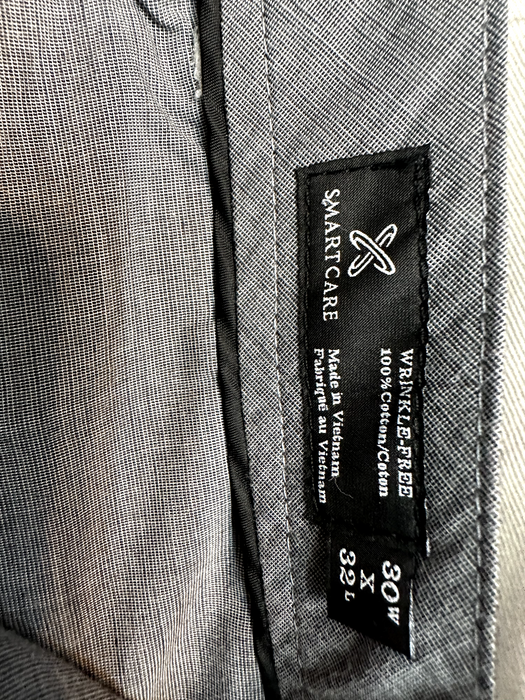 SMARTCARE
WRINKLE-FREE
100% Cotton/Coton
Made in Vietnam
Fabriqué au Vietnam
30W
X
32L